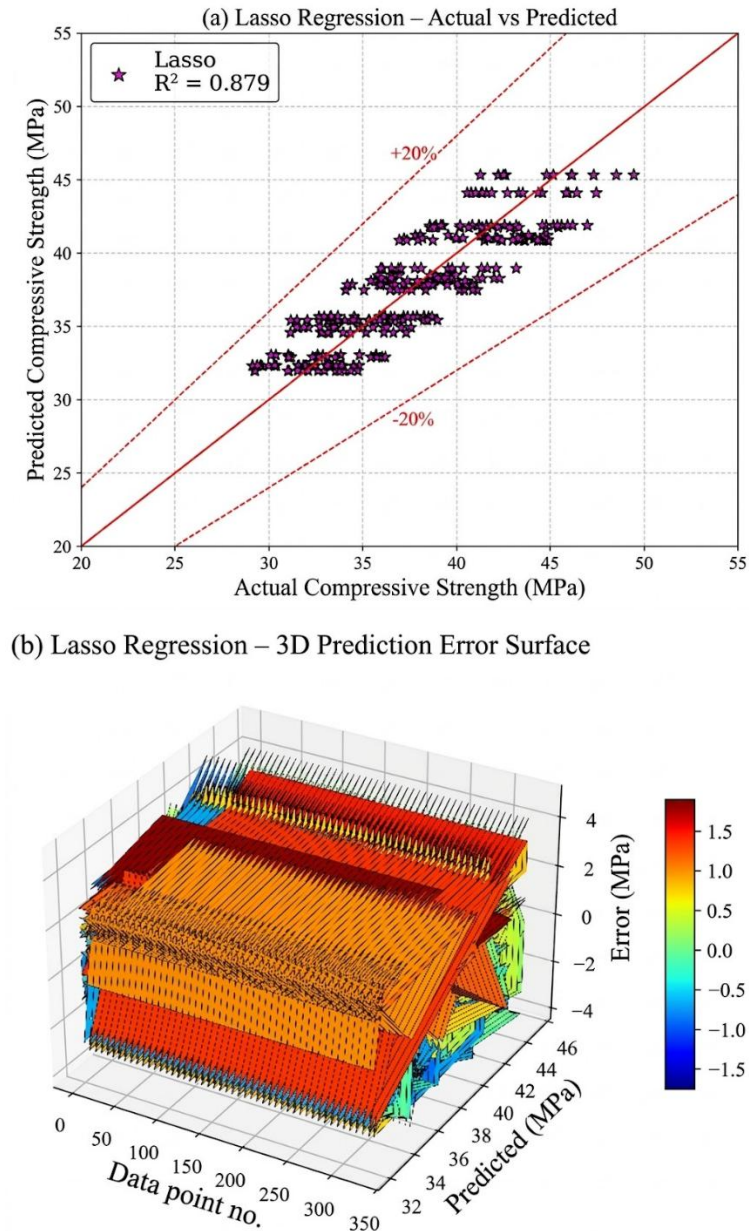 (a) Lasso Regression – Actual vs Predicted
55
50
45
40
35
30
25
20
Predicted Compressive Strength (MPa)
Lasso
R² = 0.879
+20%
-20%
20 25 30 35 40 45 50 55
Actual Compressive Strength (MPa)
(b) Lasso Regression – 3D Prediction Error Surface
4
2
0
−2
−4
Error (MPa)
1.5
1.0
0.5
0.0
−0.5
−1.0
−1.5
46
44
42
40
38
36
34
32
Predicted (MPa)
0 50 100 150 200 250 300 350
Data point no.